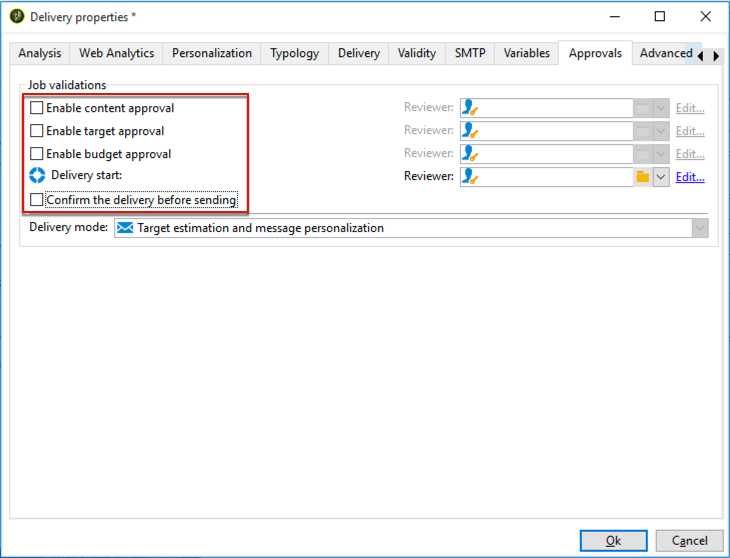 Delivery properties *
Analysis Web Analytics Personalization Typology Delivery Validity SMTP Variables Approvals Advanced
Job validations
Enable content approval Reviewer: Edit...
Enable target approval Reviewer: Edit...
Enable budget approval Reviewer: Edit...
Delivery start: Reviewer: Edit...
Confirm the delivery before sending
Delivery mode: Target estimation and message personalization
Ok Cancel